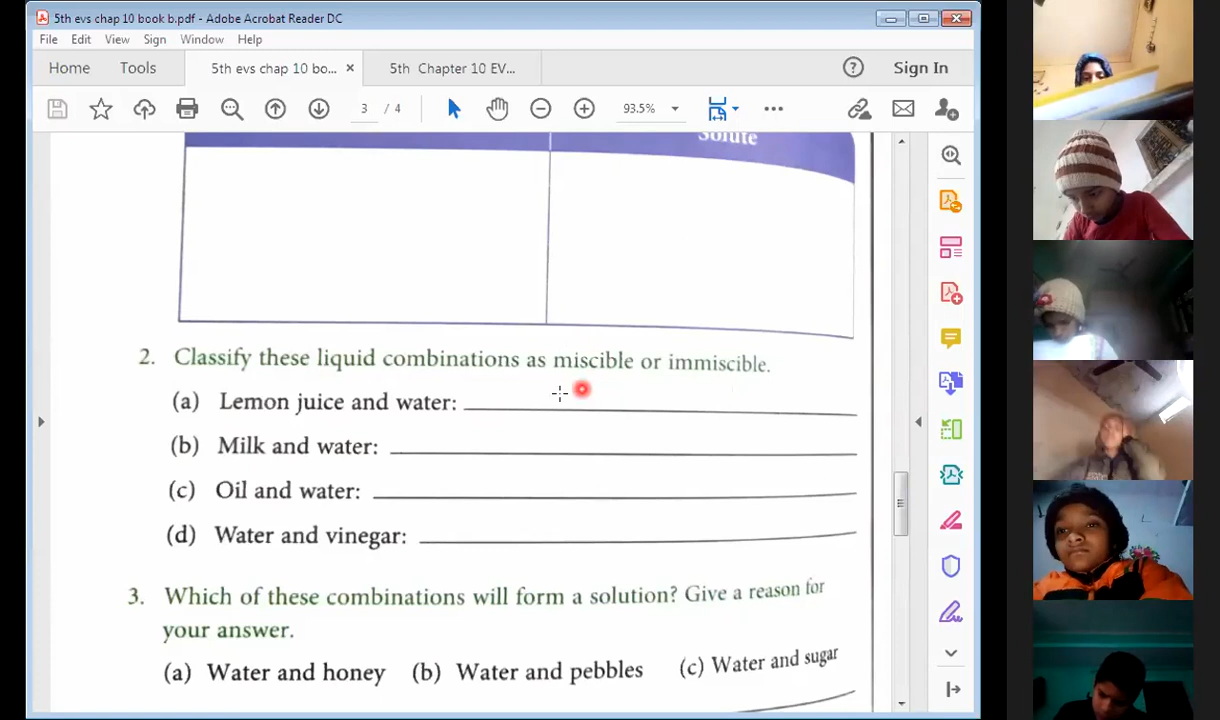 5th evs chap 10 book b.pdf - Adobe Acrobat Reader DC
File Edit View Sign Window Help
Home Tools 5th evs chap 10 bo... × 5th Chapter 10 EV... Sign In
3 / 4 93.5%
Solute
2. Classify these liquid combinations as miscible or immiscible.
(a) Lemon juice and water:
(b) Milk and water:
(c) Oil and water:
(d) Water and vinegar:
3. Which of these combinations will form a solution? Give a reason for
your answer.
(a) Water and honey (b) Water and pebbles (c) Water and sugar